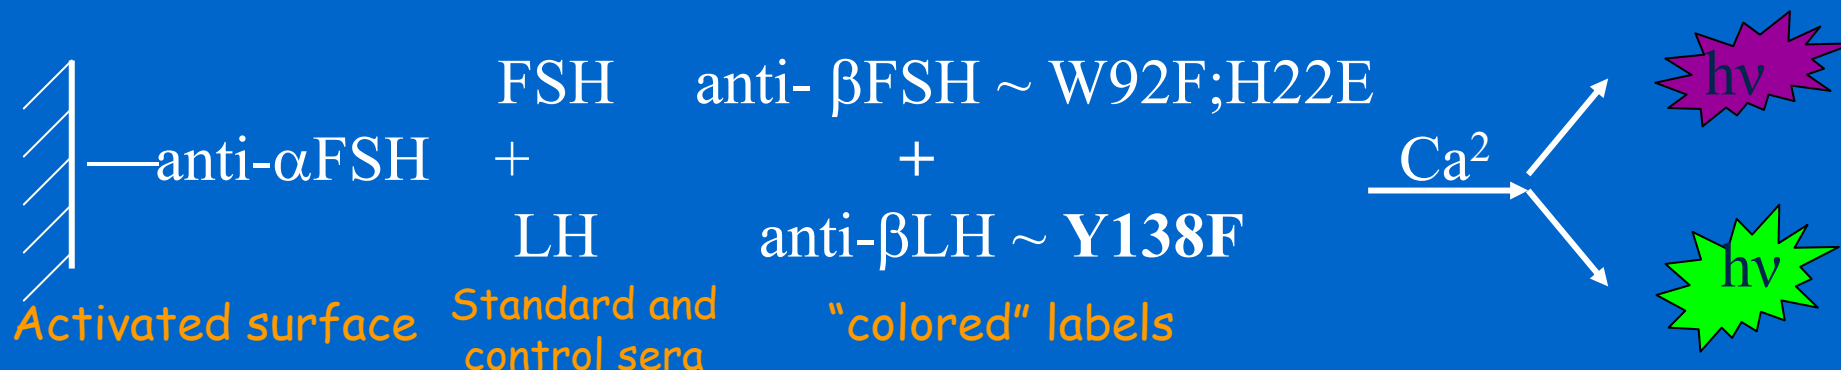 FSH anti- βFSH ~ W92F;H22E
anti-αFSH + +
LH anti-βLH ~ Y138F
Ca²
hν
hν
Activated surface
Standard and
control sera
“colored” labels